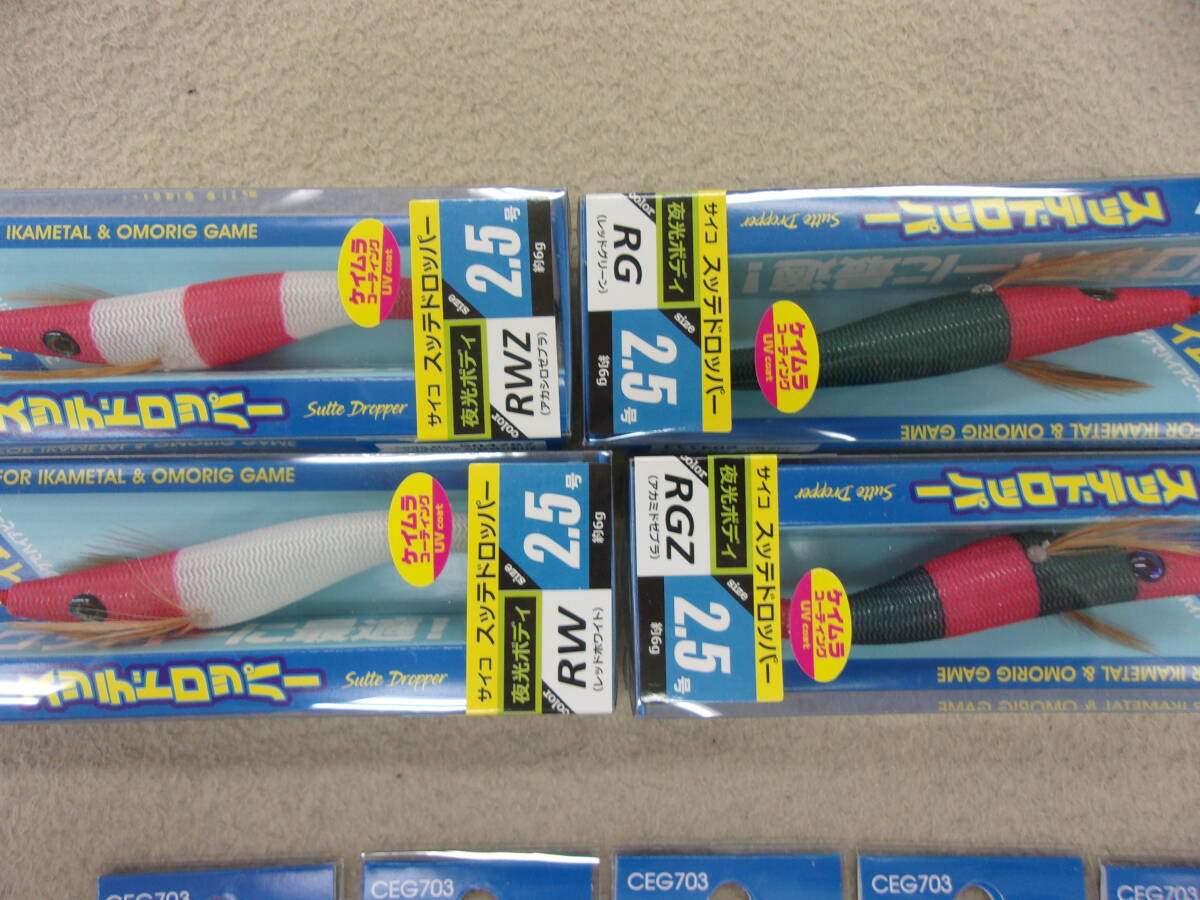 IKAMETAL & OMORIG GAME
ケイムラ
コーティング
UV coat
スッテドロッパー
Sutte Dropper
サイコ スッテドロッパー
size
2.5号
約6g
夜光ボディ
color
RWZ
(アカシロゼブラ)
スッテドロッパー
Sutte Dropper
サイコ スッテドロッパー
夜光ボディ
color
RG
(レッドグリーン)
size
2.5号
約6g
ケイムラ
コーティング
UV coat
FOR IKAMETAL & OMORIG GAME
FOR IKAMETAL & OMORIG GAME
ケイムラ
コーティング
UV coat
スッテドロッパー
Sutte Dropper
サイコ スッテドロッパー
size
2.5号
約6g
夜光ボディ
color
RW
(レッドホワイト)
スッテドロッパー
Sutte Dropper
サイコ スッテドロッパー
夜光ボディ
color
RGZ
(アカミドゼブラ)
size
2.5号
約6g
ケイムラ
コーティング
UV coat
IKAMETAL & OMORIG GAME
CEG703
CEG703
CEG703
CEG703
CEG703